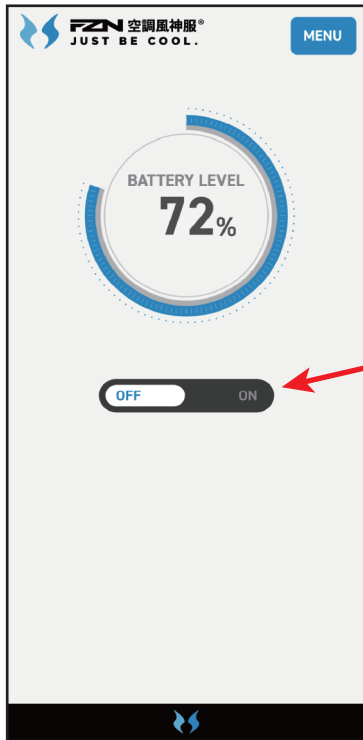 FZN 空調風神服®
JUST BE COOL.
MENU
BATTERY LEVEL
72%
OFF ON